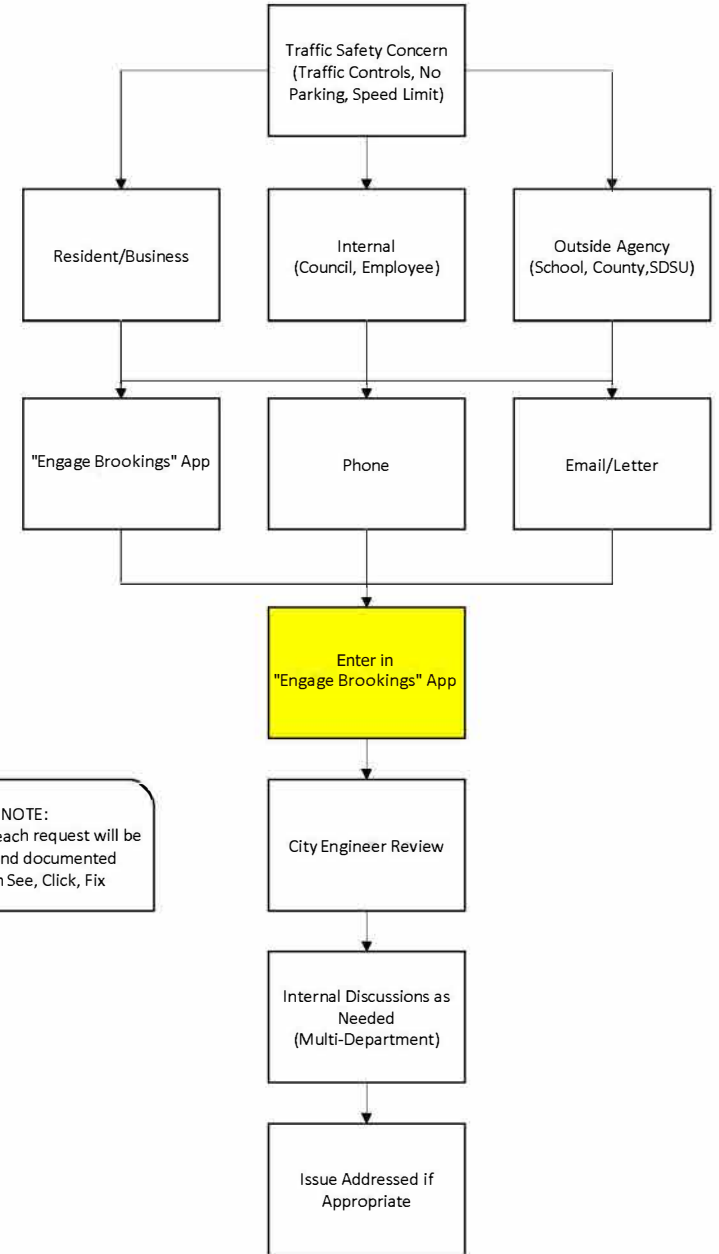 Traffic Safety Concern
(Traffic Controls, No
Parking, Speed Limit)
Resident/Business
Internal
(Council, Employee)
Outside Agency
(School, County,SDSU)
"Engage Brookings" App
Phone
Email/Letter
Enter in
"Engage Brookings" App
NOTE:
each request will be
nd documented
See, Click, Fix
City Engineer Review
Internal Discussions as
Needed
(Multi-Department)
Issue Addressed if
Appropriate